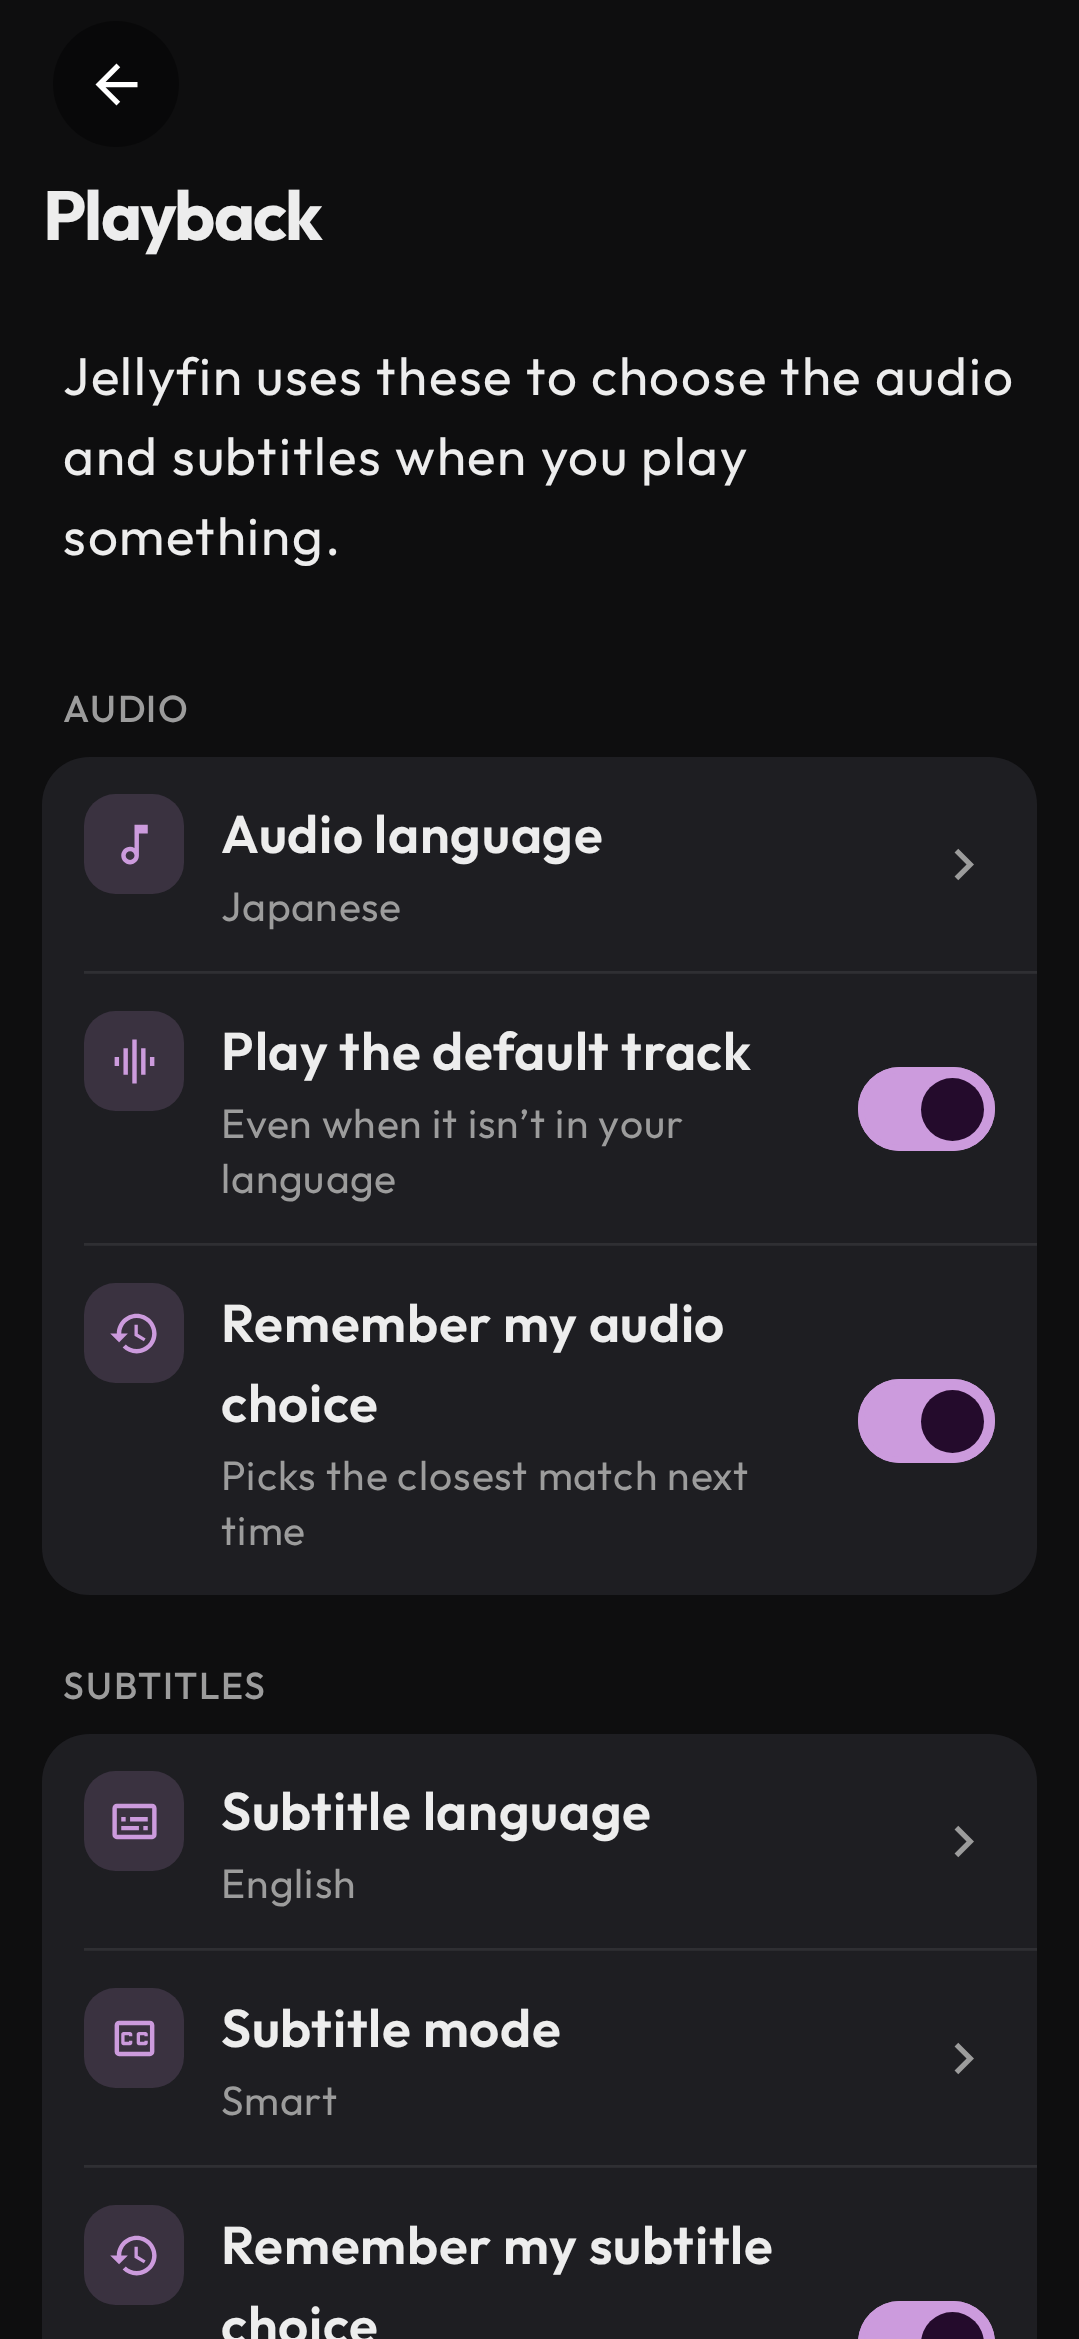 Playback
Jellyfin uses these to choose the audio
and subtitles when you play
something.
AUDIO
Audio language
Japanese
Play the default track
Even when it isn’t in your
language
Remember my audio
choice
Picks the closest match next
time
SUBTITLES
Subtitle language
English
CC
Subtitle mode
Smart
Remember my subtitle
choice